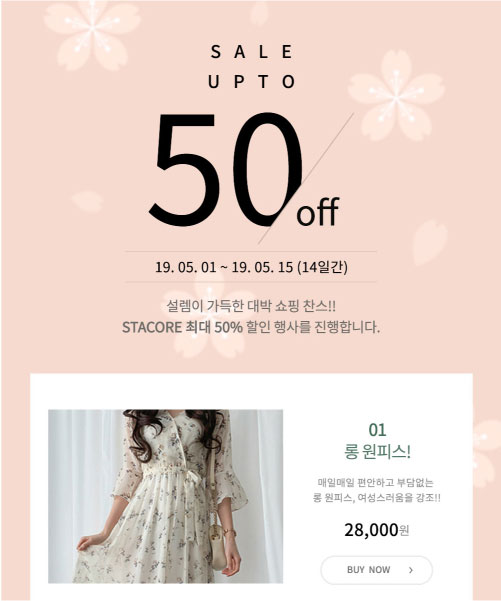 SALE
UPTO
50
off
19. 05. 01 ~ 19. 05. 15 (14일간)
설렘이 가득한 대박 쇼핑 찬스!!
STACORE 최대 50% 할인 행사를 진행합니다.
01
롱 원피스!
매일매일 편안하고 부담없는
롱 원피스, 여성스러움을 강조!!
28,000원
BUY NOW >